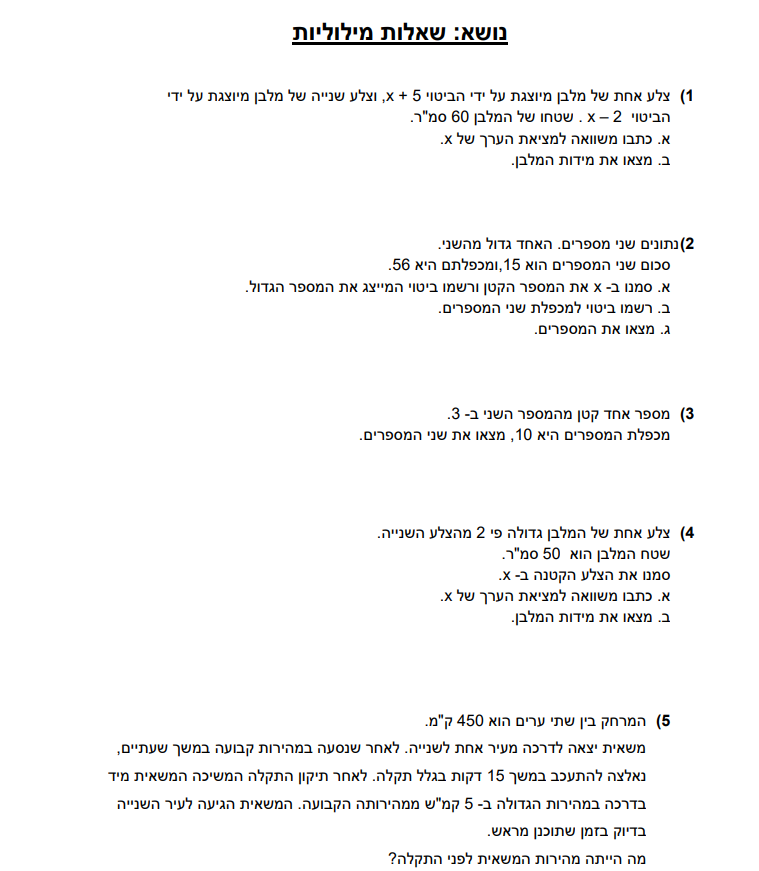 נושא: שאלות מילוליות
1) צלע אחת של מלבן מיוצגת על ידי הביטוי x + 5, וצלע שנייה של מלבן מיוצגת על ידי
הביטוי x – 2 . שטחו של המלבן 60 סמ"ר.
א. כתבו משוואה למציאת הערך של x.
ב. מצאו את מידות המלבן.
2)נתונים שני מספרים. האחד גדול מהשני.
סכום שני המספרים הוא 15,ומכפלתם היא 56.
א. סמנו ב- x את המספר הקטן ורשמו ביטוי המייצג את המספר הגדול.
ב. רשמו ביטוי למכפלת שני המספרים.
ג. מצאו את המספרים.
3) מספר אחד קטן מהמספר השני ב- 3.
מכפלת המספרים היא 10, מצאו את שני המספרים.
4) צלע אחת של המלבן גדולה פי 2 מהצלע השנייה.
שטח המלבן הוא 50 סמ"ר.
סמנו את הצלע הקטנה ב- x.
א. כתבו משוואה למציאת הערך של x.
ב. מצאו את מידות המלבן.
5) המרחק בין שתי ערים הוא 450 ק"מ.
משאית יצאה לדרכה מעיר אחת לשנייה. לאחר שנסעה במהירות קבועה במשך שעתיים,
נאלצה להתעכב במשך 15 דקות בגלל תקלה. לאחר תיקון התקלה המשיכה המשאית מיד
בדרכה במהירות הגדולה ב- 5 קמ"ש ממהירותה הקבועה. המשאית הגיעה לעיר השנייה
בדיוק בזמן שתוכנן מראש.
מה הייתה מהירות המשאית לפני התקלה?